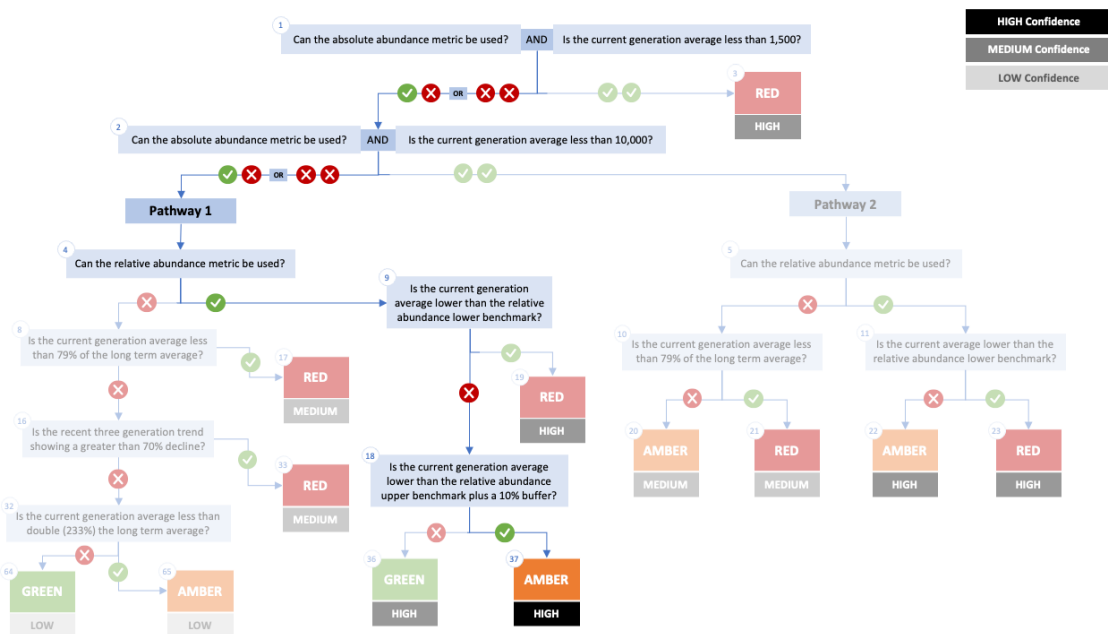 HIGH Confidence
MEDIUM Confidence
LOW Confidence
1
Can the absolute abundance metric be used? AND Is the current generation average less than 1,500?
OR
3
RED
HIGH
2
Can the absolute abundance metric be used? AND Is the current generation average less than 10,000?
OR
Pathway 1
Pathway 2
4
Can the relative abundance metric be used?
5
Can the relative abundance metric be used?
9
Is the current generation
average lower than the relative
abundance lower benchmark?
8
Is the current generation average less
than 79% of the long term average?
17
RED
MEDIUM
19
RED
HIGH
10
Is the current generation average less
than 79% of the long term average?
11
Is the current average lower than the
relative abundance lower benchmark?
16
Is the recent three generation trend
showing a greater than 70% decline?
33
RED
MEDIUM
18
Is the current generation average
lower than the relative abundance
upper benchmark plus a 10% buffer?
20
AMBER
MEDIUM
21
RED
MEDIUM
22
AMBER
HIGH
23
RED
HIGH
32
Is the current generation average less than
double (233%) the long term average?
64
GREEN
LOW
65
AMBER
LOW
36
GREEN
HIGH
37
AMBER
HIGH